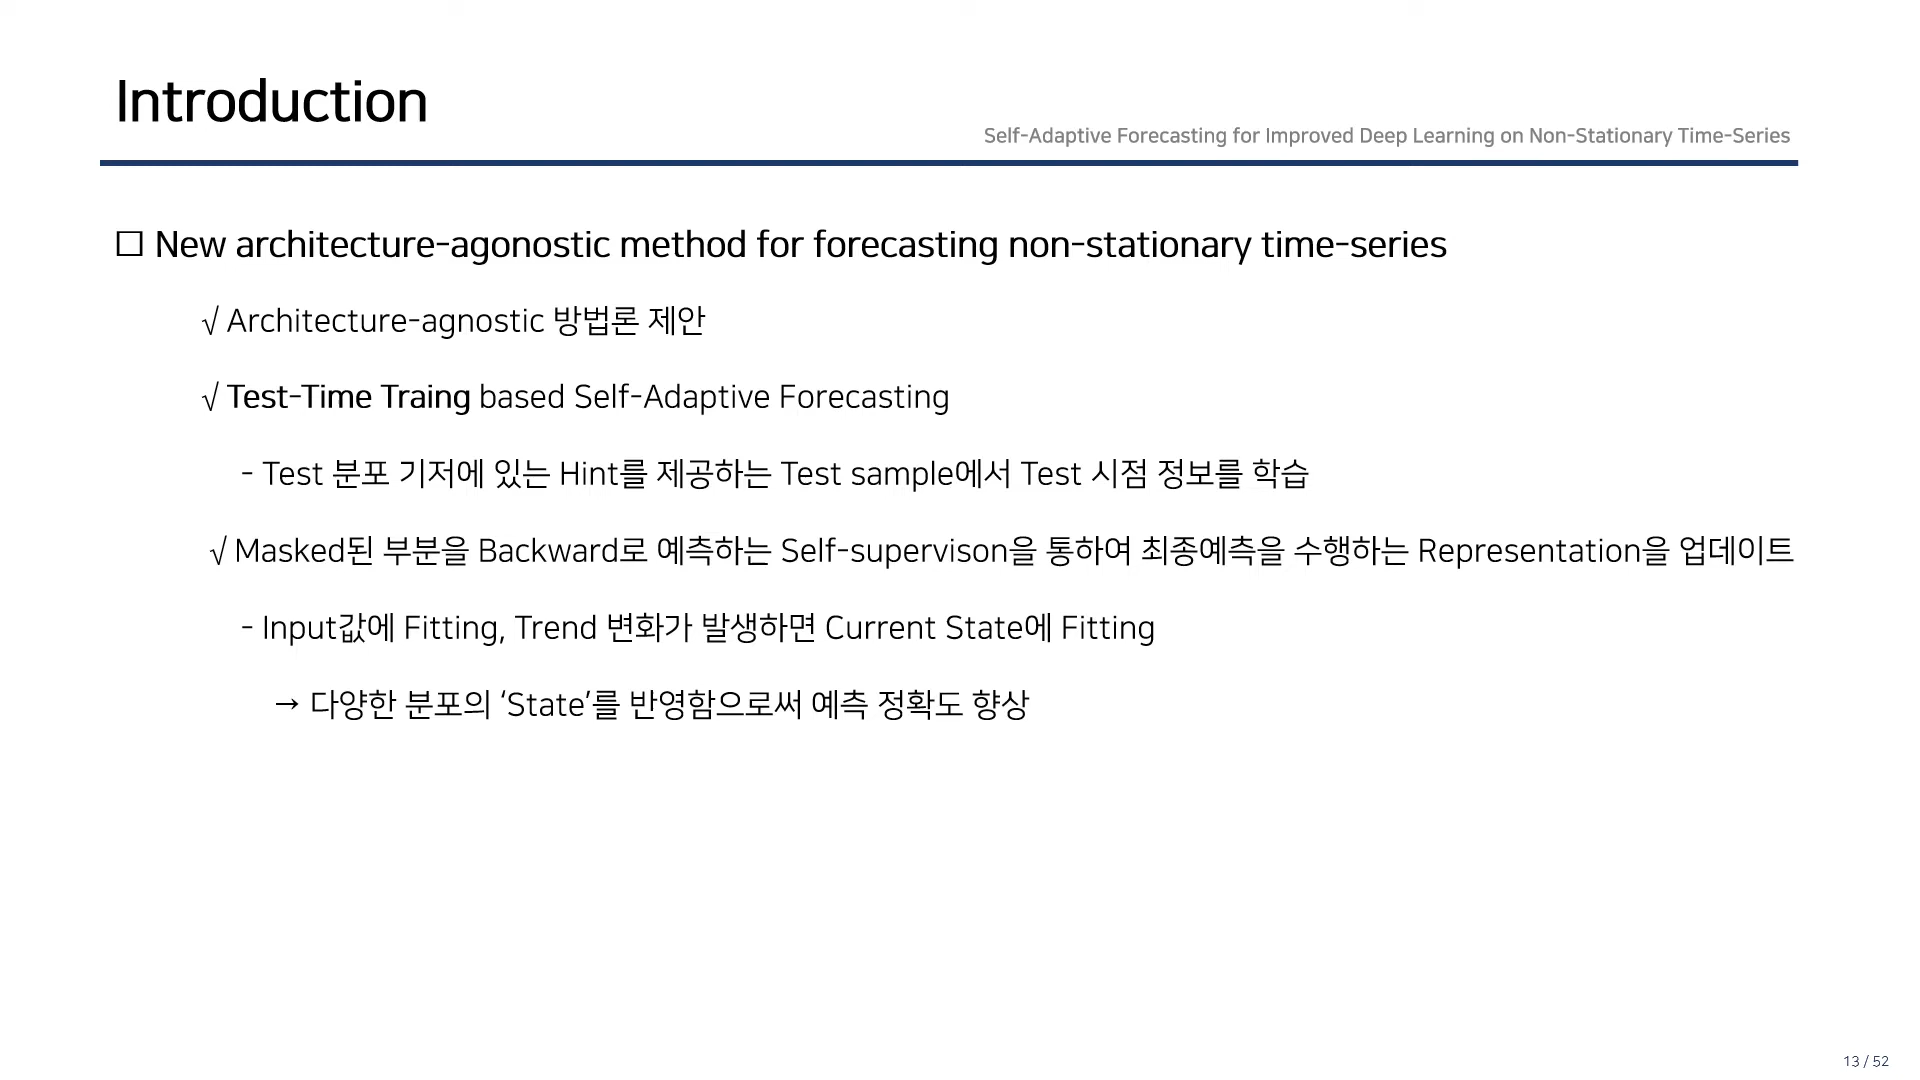 Introduction
Self-Adaptive Forecasting for Improved Deep Learning on Non-Stationary Time-Series
□ New architecture-agonostic method for forecasting non-stationary time-series
√ Architecture-agnostic 방법론 제안
√ Test-Time Traing based Self-Adaptive Forecasting
- Test 분포 기저에 있는 Hint를 제공하는 Test sample에서 Test 시점 정보를 학습
√ Masked된 부분을 Backward로 예측하는 Self-supervison을 통하여 최종예측을 수행하는 Representation을 업데이트
- Input값에 Fitting, Trend 변화가 발생하면 Current State에 Fitting
→ 다양한 분포의 ‘State’를 반영함으로써 예측 정확도 향상
13 / 52